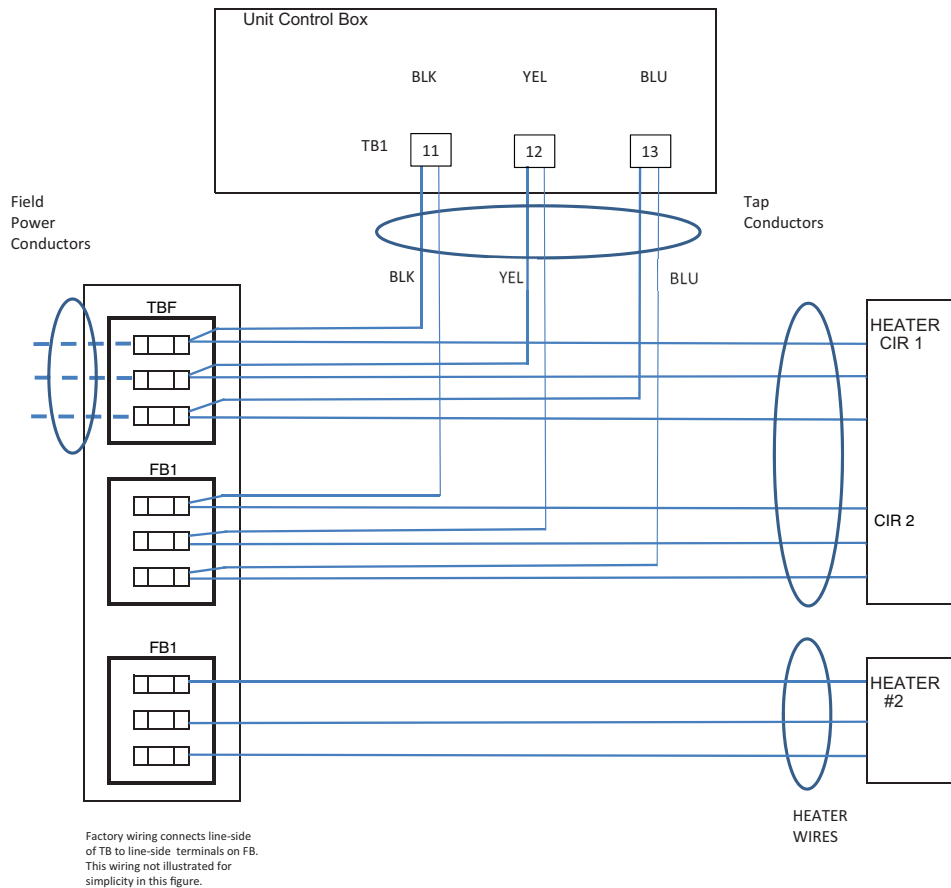 Unit Control Box
BLK YEL BLU
TB1 11 12 13
Field
Power
Conductors
Tap
Conductors
BLK YEL BLU
TBF
HEATER
CIR 1
FB1
CIR 2
FB1
HEATER
#2
HEATER
WIRES
Factory wiring connects line-side
of TB to line-side terminals on FB.
This wiring not illustrated for
simplicity in this figure.